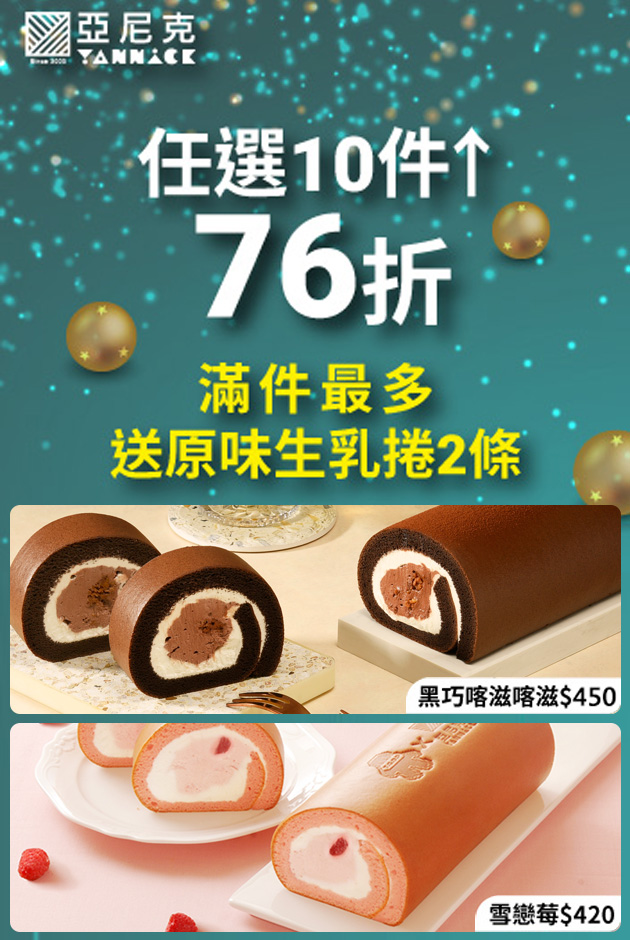 亞尼克
Since 2003
YANNICK
任選10件↑
76折
滿件最多
送原味生乳捲2條
黑巧喀滋喀滋$450
雪戀莓$420